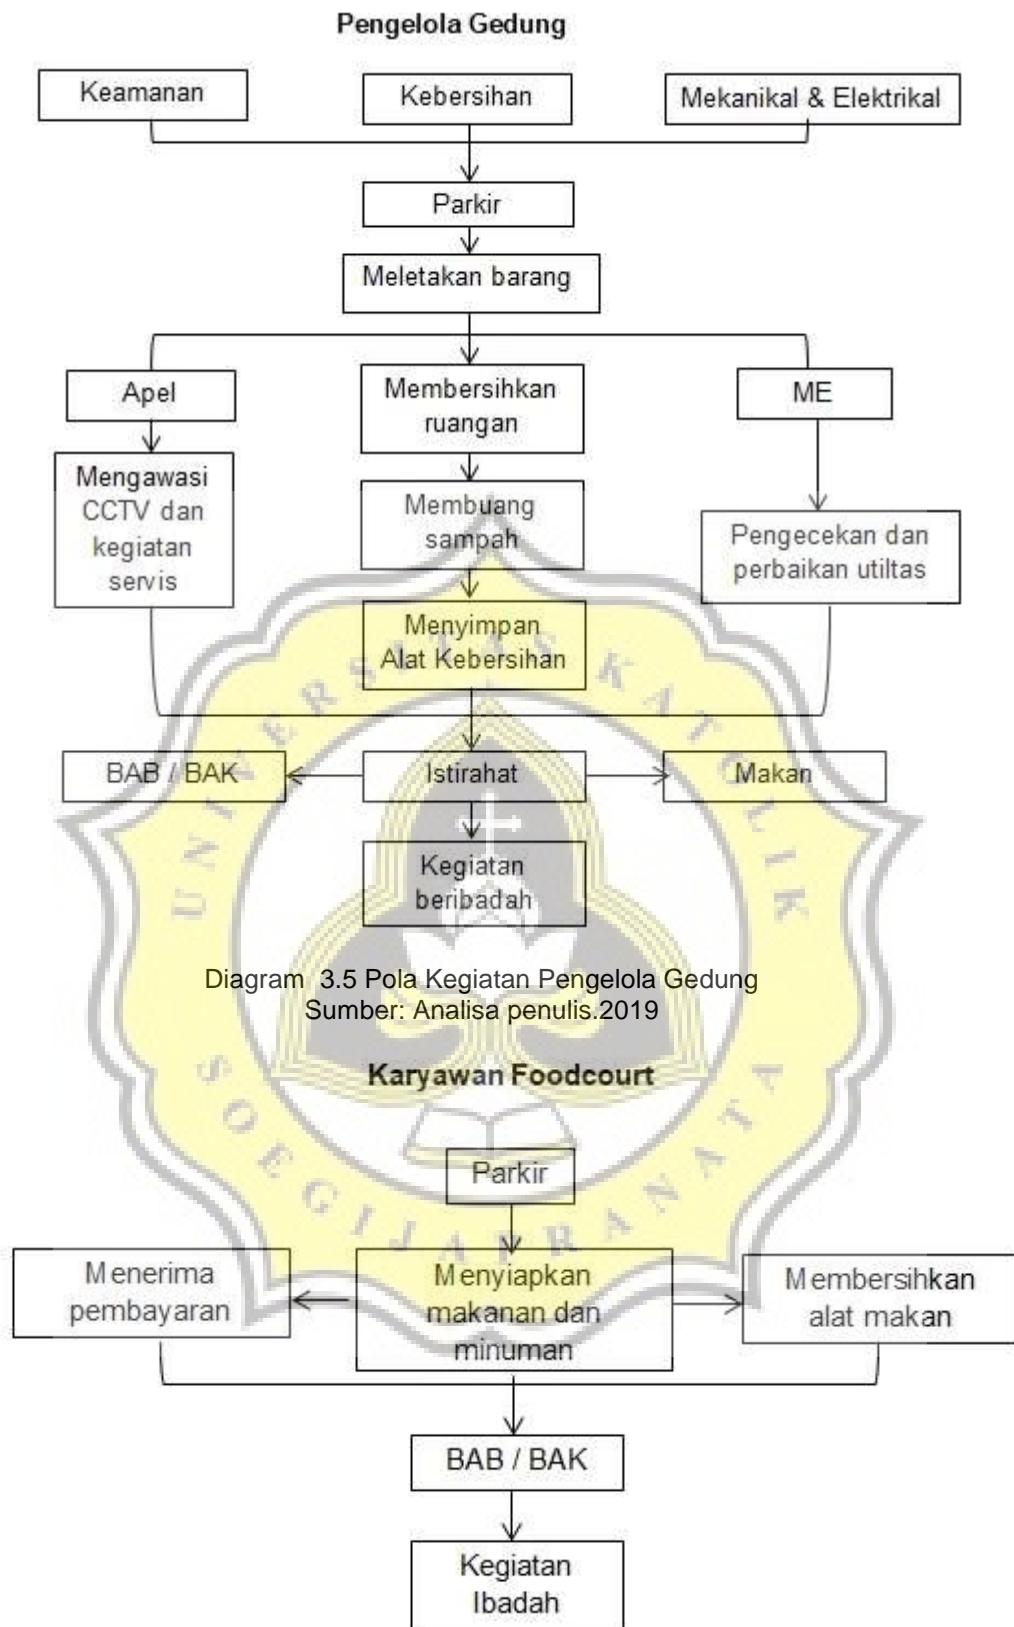 Pengelola Gedung
Keamanan
Kebersihan
Mekanikal & Elektrikal
Parkir
Meletakan barang
Apel
Membersihkan
ruangan
ME
Mengawasi
CCTV dan
kegiatan
servis
Membuang
sampah
Pengecekan dan
perbaikan utiltas
Menyimpan
Alat Kebersihan
BAB / BAK
Istirahat
Makan
Kegiatan
beribadah
Diagram 3.5 Pola Kegiatan Pengelola Gedung
Sumber: Analisa penulis.2019
Karyawan Foodcourt
Parkir
Menerima
pembayaran
Menyiapkan
makanan dan
minuman
Membersihkan
alat makan
BAB / BAK
Kegiatan
Ibadah
UNIVERSITAS KATOLIK
SOEGIJAPRANATA